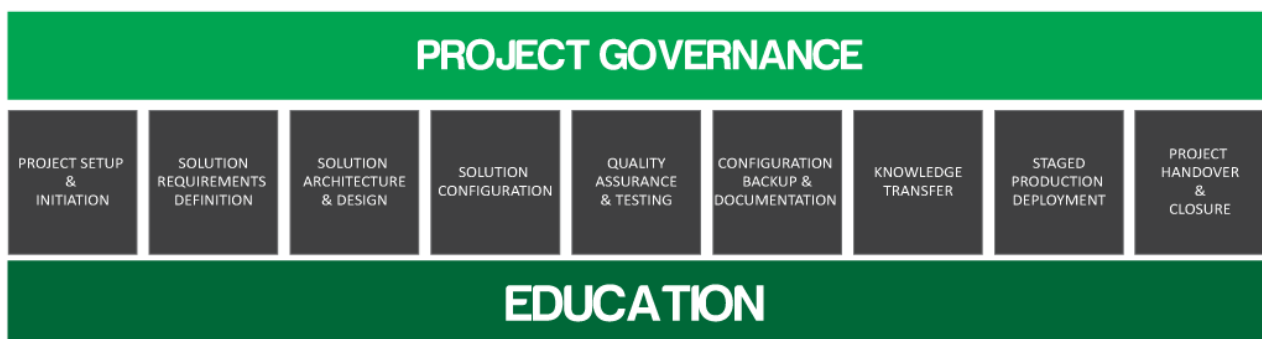 PROJECT GOVERNANCE
PROJECT SETUP
&
INITIATION
SOLUTION
REQUIREMENTS
DEFINITION
SOLUTION
ARCHITECTURE
& DESIGN
SOLUTION
CONFIGURATION
QUALITY
ASSURANCE
& TESTING
CONFIGURATION
BACKUP &
DOCUMENTATION
KNOWLEDGE
TRANSFER
STAGED
PRODUCTION
DEPLOYMENT
PROJECT
HANDOVER
&
CLOSURE
EDUCATION